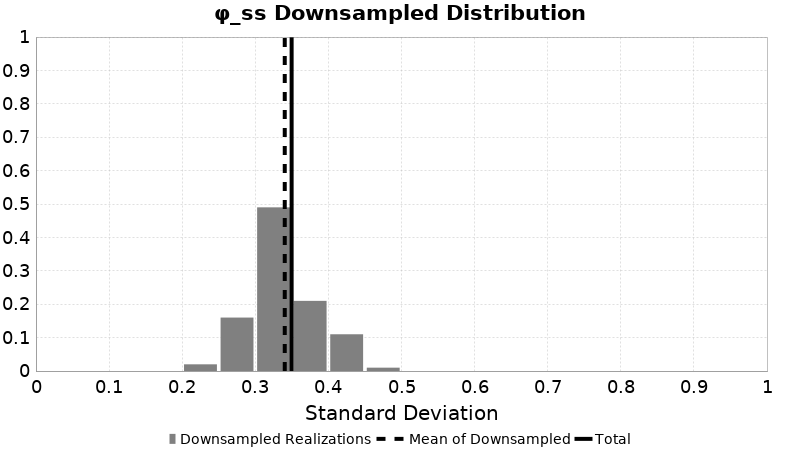 φ_ss Downsampled Distribution
1
0.9
0.8
0.7
0.6
0.5
0.4
0.3
0.2
0.1
0
0 0.1 0.2 0.3 0.4 0.5 0.6 0.7 0.8 0.9 1
Standard Deviation
Downsampled Realizations Mean of Downsampled Total